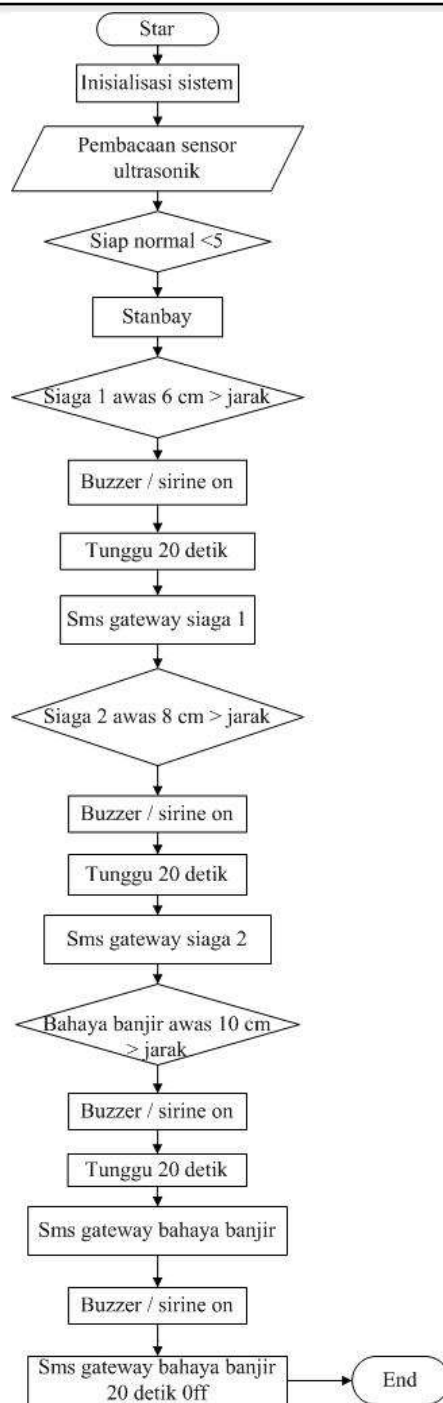 Star
Inisialisasi sistem
Pembacaan sensor
ultrasonik
Siap normal <5
Stanbay
Siaga 1 awas 6 cm > jarak
Buzzer / sirine on
Tunggu 20 detik
Sms gateway siaga 1
Siaga 2 awas 8 cm > jarak
Buzzer / sirine on
Tunggu 20 detik
Sms gateway siaga 2
Bahaya banjir awas 10 cm
> jarak
Buzzer / sirine on
Tunggu 20 detik
Sms gateway bahaya banjir
Buzzer / sirine on
Sms gateway bahaya banjir
20 detik 0ff
End